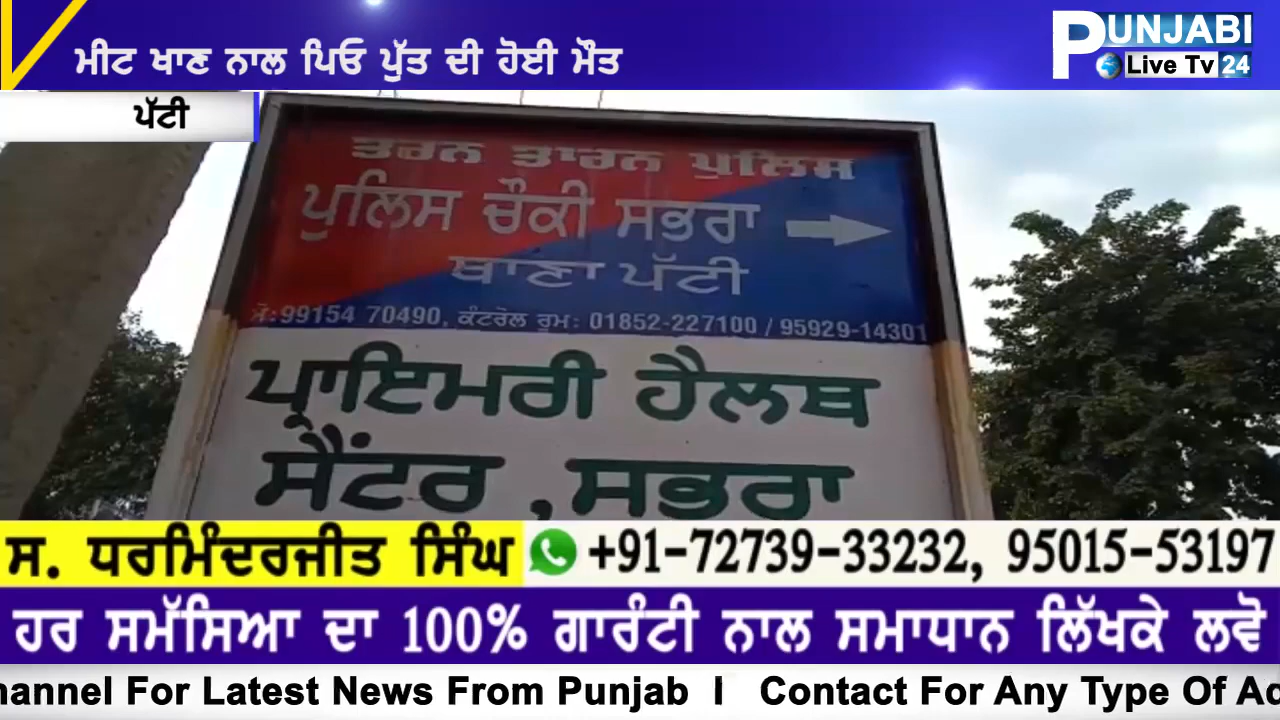 ਮੀਟ ਖਾਣ ਨਾਲ ਪਿਓ ਪੁੱਤ ਦੀ ਹੋਈ ਮੌਤ
PUNJABI
Live Tv 24
ਪੱਟੀ
ਤਰਨ ਤਾਰਨ ਪੁਲਿਸ
ਪੁਲਿਸ ਚੌਕੀ ਸਭਰਾ
ਥਾਣਾ ਪੱਟੀ
ਮੋ:99154 70490, ਕੰਟਰੋਲ ਰੁਮ: 01852-227100 / 95929-14301
ਪ੍ਰਾਇਮਰੀ ਹੈਲਥ
ਸੈਂਟਰ ,ਸਭਰਾ
ਸ. ਧਰਮਿੰਦਰਜੀਤ ਸਿੰਘ +91-72739-33232, 95015-53197
ਹਰ ਸਮੱਸਿਆ ਦਾ 100% ਗਾਰੰਟੀ ਨਾਲ ਸਮਾਧਾਨ ਲਿੱਖਕੇ ਲਵੋ
hannel For Latest News From Punjab I Contact For Any Type Of Ad